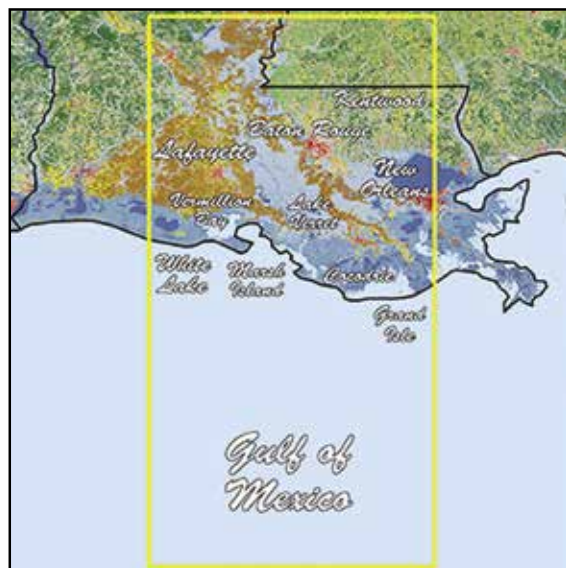 Kentwood
Baton Rouge
Lafayette
New
Orleans
Vermillion
Bay
Lake
Verret
White
Lake
Marsh
Island
Cocodrie
Grand
Isle
Gulf of
Mexico